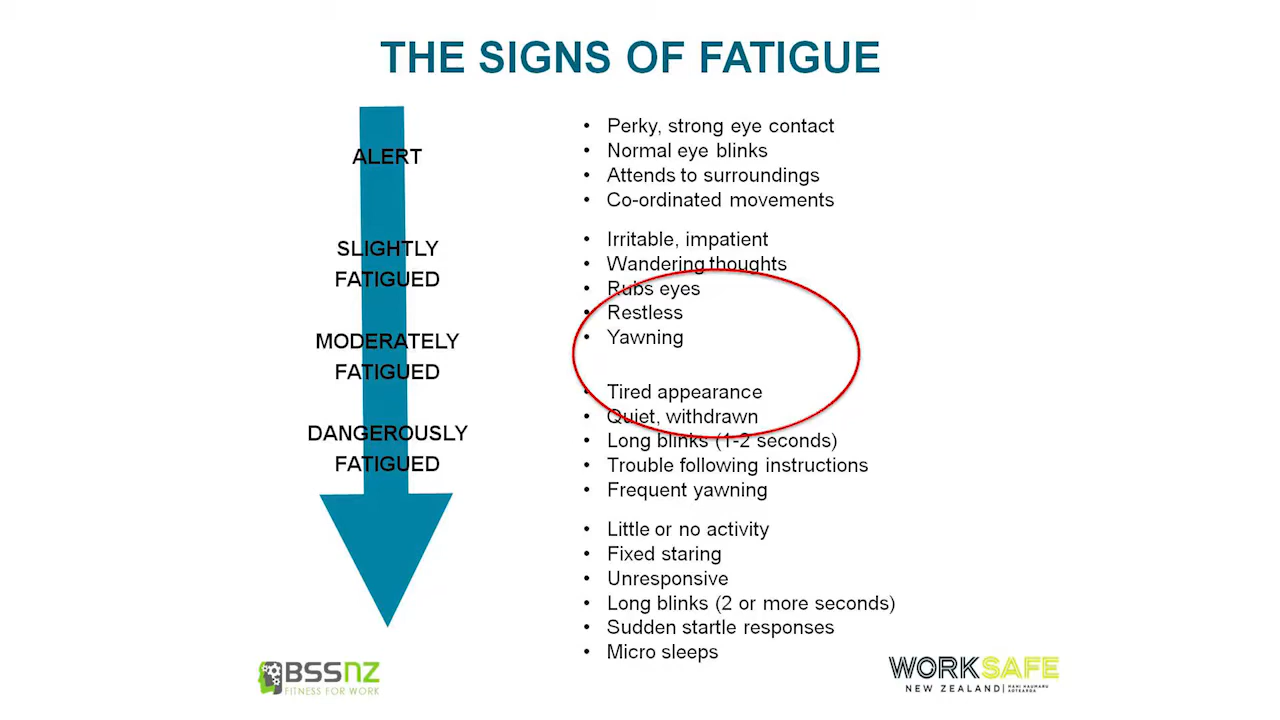 THE SIGNS OF FATIGUE
ALERT
• Perky, strong eye contact
• Normal eye blinks
• Attends to surroundings
• Co-ordinated movements
SLIGHTLY
FATIGUED
• Irritable, impatient
• Wandering thoughts
• Rubs eyes
• Restless
• Yawning
MODERATELY
FATIGUED
• Tired appearance
• Quiet, withdrawn
• Long blinks (1-2 seconds)
• Trouble following instructions
• Frequent yawning
DANGEROUSLY
FATIGUED
• Little or no activity
• Fixed staring
• Unresponsive
• Long blinks (2 or more seconds)
• Sudden startle responses
• Micro sleeps
BSSNZ
FITNESS FOR WORK
WORKSAFE
NEW ZEALAND
MAHI HAUMARU
AOTEAROA